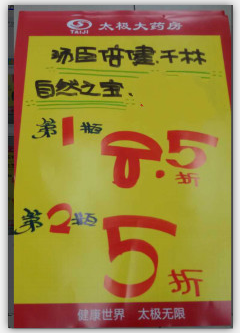 TAIJI
太极大药房
汤臣倍健.千林
自然之宝、
第1瓶
8.5折
第2瓶
5折
健康世界 太极无限